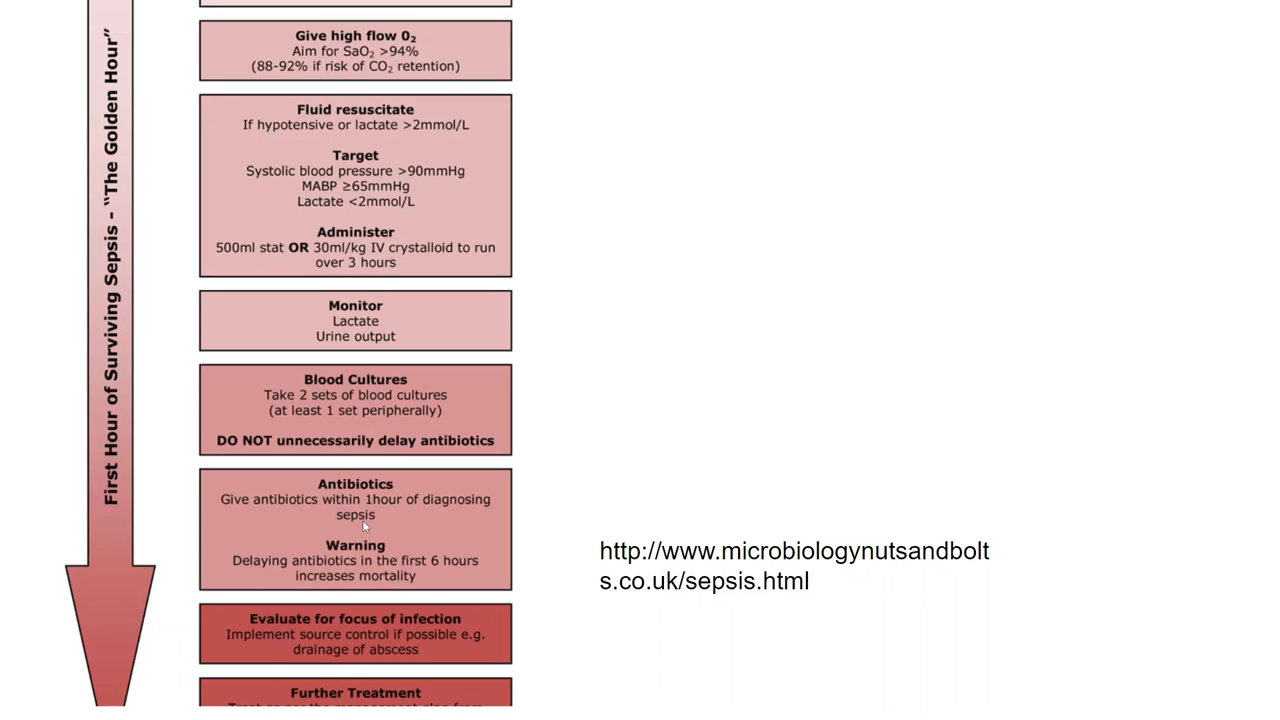 First Hour of Surviving Sepsis - “The Golden Hour”
Give high flow 0₂
Aim for SaO₂ >94%
(88-92% if risk of CO₂ retention)
Fluid resuscitate
If hypotensive or lactate >2mmol/L
Target
Systolic blood pressure >90mmHg
MABP ≥65mmHg
Lactate <2mmol/L
Administer
500ml stat OR 30ml/kg IV crystalloid to run
over 3 hours
Monitor
Lactate
Urine output
Blood Cultures
Take 2 sets of blood cultures
(at least 1 set peripherally)
DO NOT unnecessarily delay antibiotics
Antibiotics
Give antibiotics within 1hour of diagnosing
sepsis
Warning
Delaying antibiotics in the first 6 hours
increases mortality
Evaluate for focus of infection
Implement source control if possible e.g.
drainage of abscess
Further Treatment
http://www.microbiologynutsandbolt
s.co.uk/sepsis.html